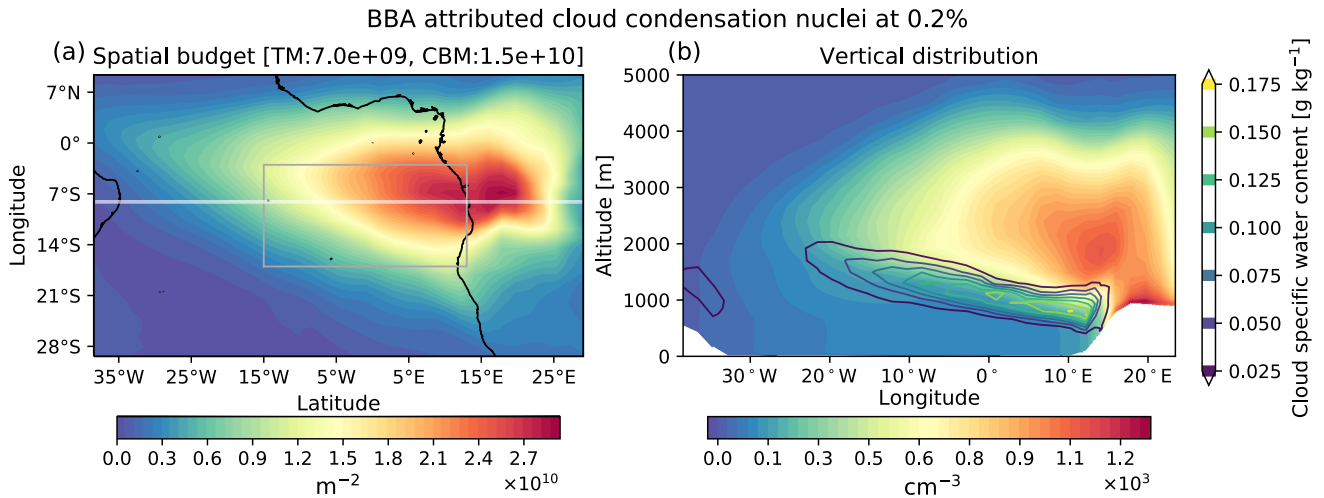 BBA attributed cloud condensation nuclei at 0.2%
(a) Spatial budget [TM:7.0e+09, CBM:1.5e+10]
7°N
0°
7°S
14°S
21°S
28°S
Longitude
35°W 25°W 15°W 5°W 5°E 15°E 25°E
Latitude
0.0 0.3 0.6 0.9 1.2 1.5 1.8 2.1 2.4 2.7
m⁻² ×10¹⁰
(b) Vertical distribution
5000
4000
3000
2000
1000
0
Altitude [m]
30°W 20°W 10°W 0° 10°E 20°E
Longitude
0.0 0.1 0.3 0.4 0.6 0.8 0.9 1.1 1.2
cm⁻³ ×10³
0.175
0.150
0.125
0.100
0.075
0.050
0.025
Cloud specific water content [g kg⁻¹]